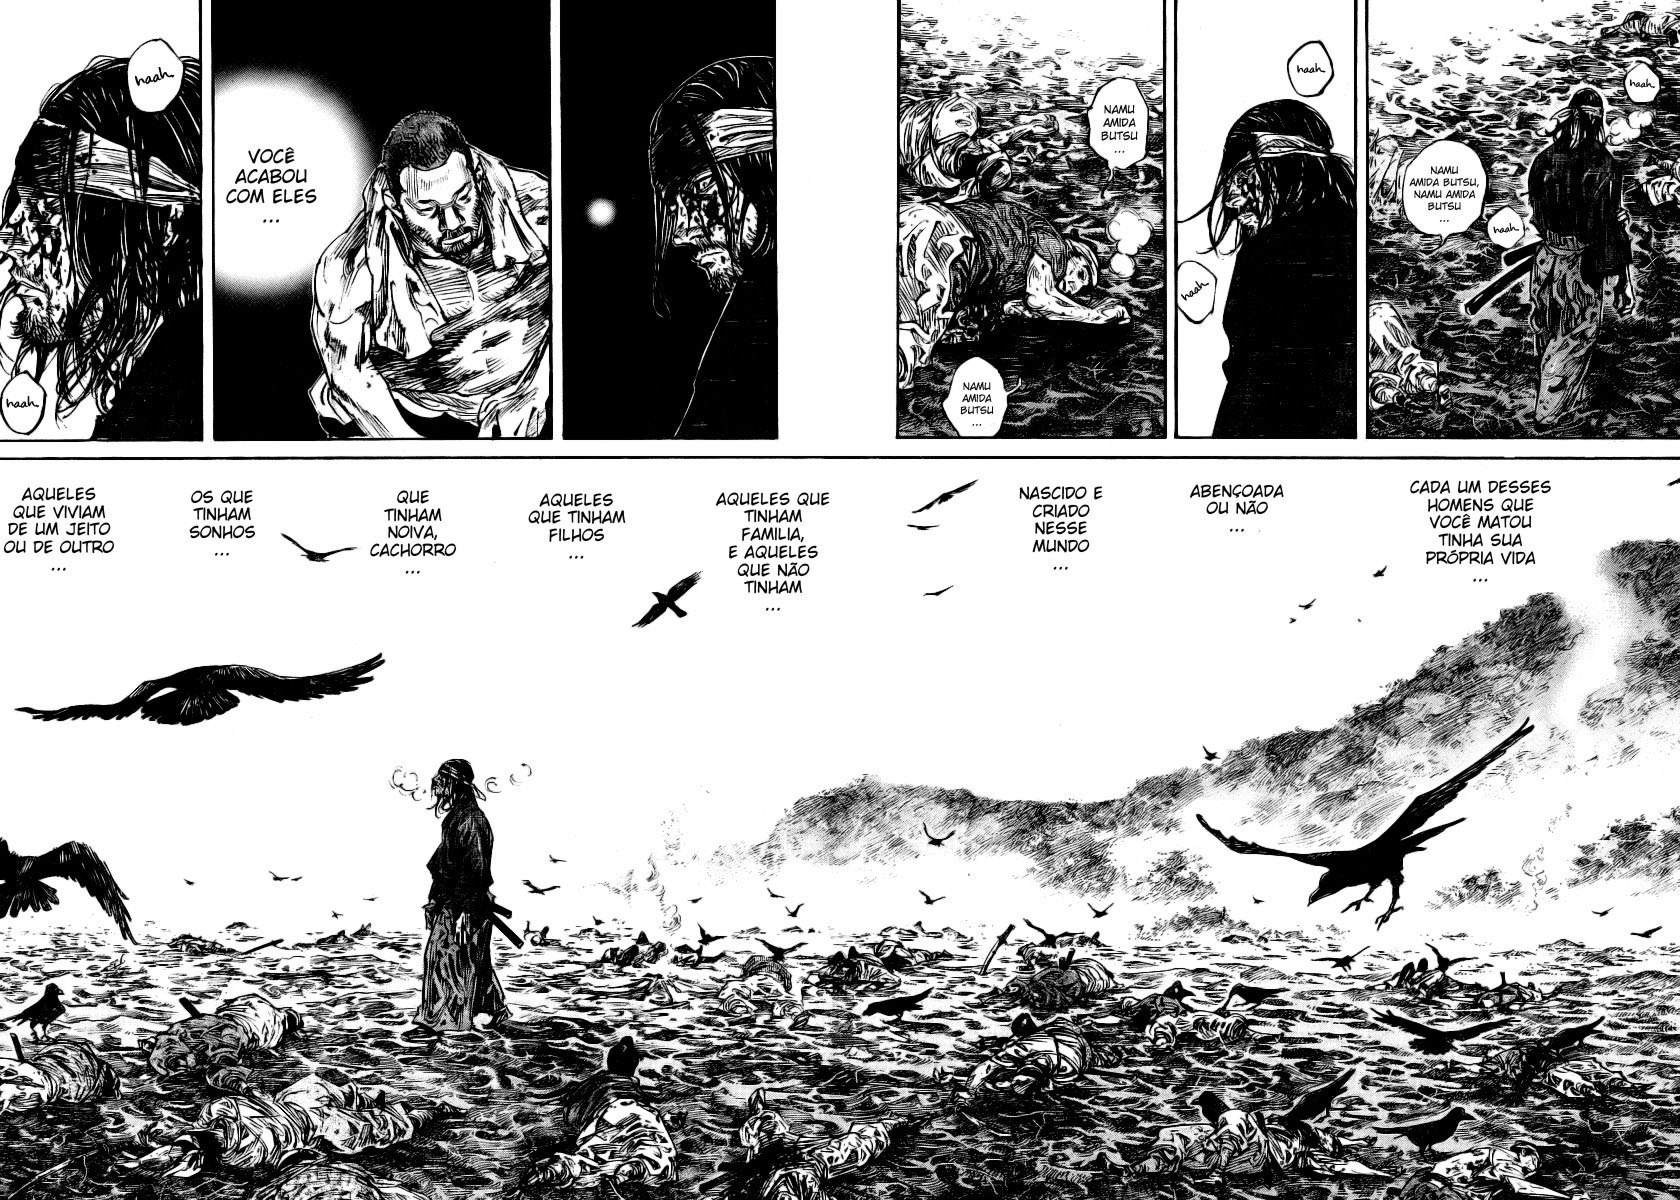 haah.
NAMU
AMIDA BUTSU,
NAMU AMIDA
BUTSU
...
haah.
haah.
haah.
NAMU
AMIDA
BUTSU
...
NAMU
AMIDA
BUTSU
...
VOCÊ
ACABOU
COM ELES
...
haah.
haah.
CADA UM DESSES
HOMENS QUE
VOCÊ MATOU
TINHA SUA
PRÓPRIA VIDA
...
ABENÇOADA
OU NÃO
...
NASCIDO E
CRIADO
NESSE
MUNDO
...
AQUELES QUE
TINHAM
FAMILIA,
E AQUELES
QUE NÃO
TINHAM
...
AQUELES
QUE TINHAM
FILHOS
...
QUE
TINHAM
NOIVA,
CACHORRO
...
OS QUE
TINHAM
SONHOS
...
AQUELES
QUE VIVIAM
DE UM JEITO
OU DE OUTRO
...